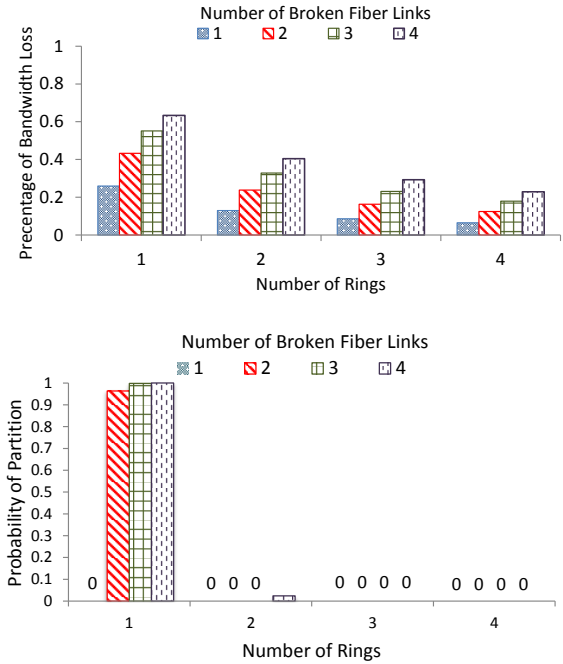 Number of Broken Fiber Links
1 2 3 4
Precentage of Bandwidth Loss
1
0.8
0.6
0.4
0.2
0
1 2 3 4
Number of Rings
Number of Broken Fiber Links
1 2 3 4
Probability of Partition
1
0.9
0.8
0.7
0.6
0.5
0.4
0.3
0.2
0.1
0
0 0 0 0 0 0 0 0 0 0 0 0
1 2 3 4
Number of Rings